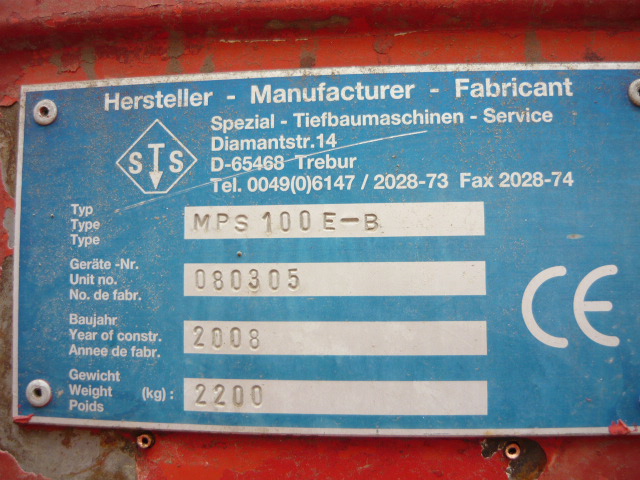 Hersteller - Manufacturer - Fabricant
STS
Spezial - Tiefbaumaschinen - Service
Diamantstr.14
D-65468 Trebur
Tel. 0049(0)6147 / 2028-73 Fax 2028-74
Typ
Type
Type
MPS 100 E-B
Geräte -Nr.
Unit no.
No. de fabr.
080305
Baujahr
Year of constr.
Annee de fabr.
2008
CE
Gewicht
Weight (kg) :
Poids
2200